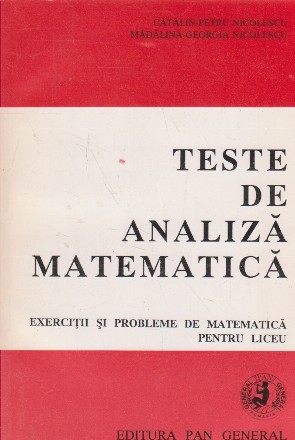 CĂTĂLIN-PETRU NICOLESCU
MĂDĂLINA-GEORGIA NICOLESCU
TESTE
DE
ANALIZĂ
MATEMATICĂ
EXERCIȚII ȘI PROBLEME DE MATEMATICĂ
PENTRU LICEU
EDITURA PAN GENERAL